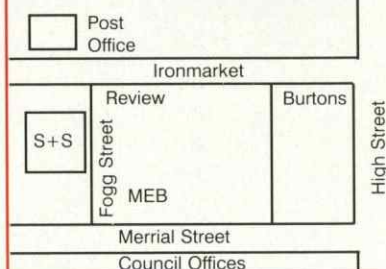 Post
Office
Ironmarket
Review
Burtons
S+S
Fogg Street
High Street
MEB
Merrial Street
Council Offices